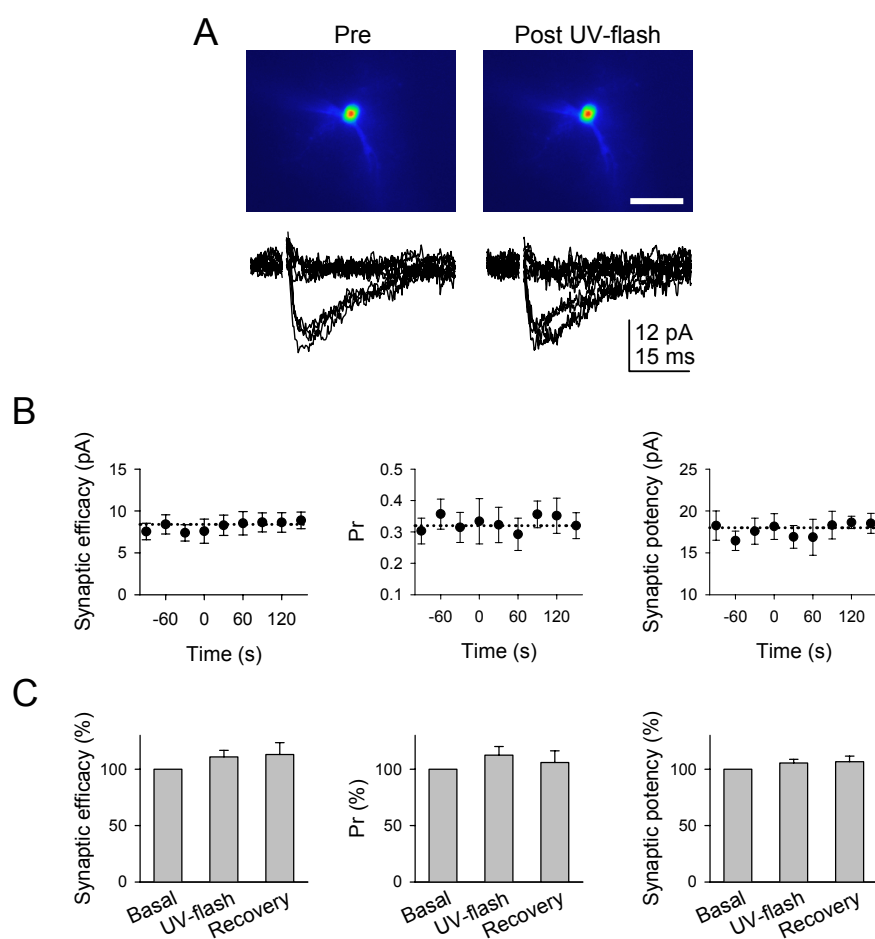 A
Pre
Post UV-flash
12 pA
15 ms
B
Synaptic efficacy (pA)
15
10
5
0
-60
0
60
120
Time (s)
Pr
0.5
0.4
0.3
0.2
0.1
-60
0
60
120
Time (s)
Synaptic potency (pA)
25
20
15
10
-60
0
60
120
Time (s)
C
Synaptic efficacy (%)
100
50
0
Basal
UV-flash
Recovery
Pr (%)
100
50
0
Basal
UV-flash
Recovery
Synaptic potency (%)
100
50
0
Basal
UV-flash
Recovery